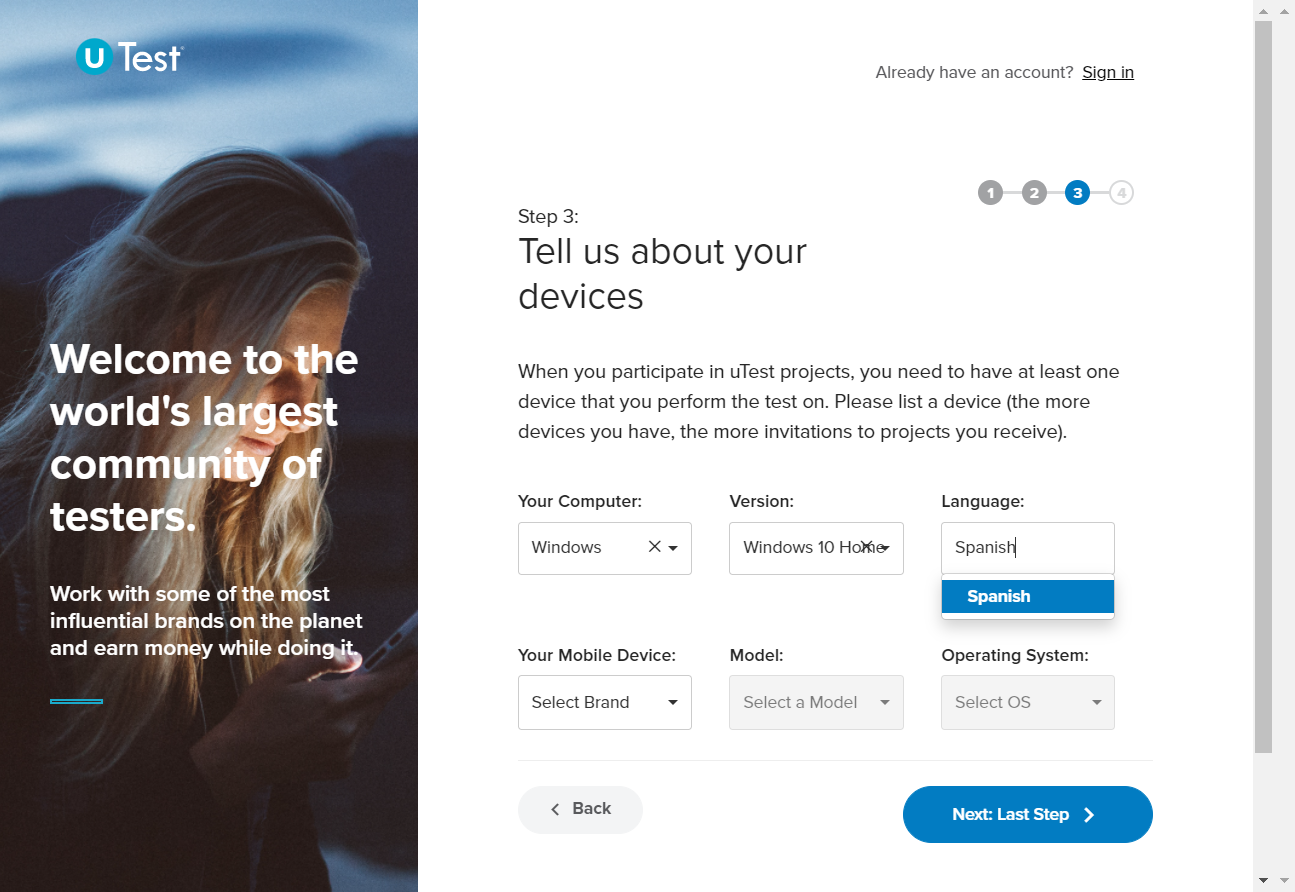 U Test
Already have an account? Sign in
1 2 3 4
Step 3:
Tell us about your
devices
Welcome to the
world's largest
community of
testers.
Work with some of the most
influential brands on the planet
and earn money while doing it.
When you participate in uTest projects, you need to have at least one
device that you perform the test on. Please list a device (the more
devices you have, the more invitations to projects you receive).
Your Computer: Version: Language:
Windows Windows 10 Home Spanish
Spanish
Your Mobile Device: Model: Operating System:
Select Brand Select a Model Select OS
Back Next: Last Step